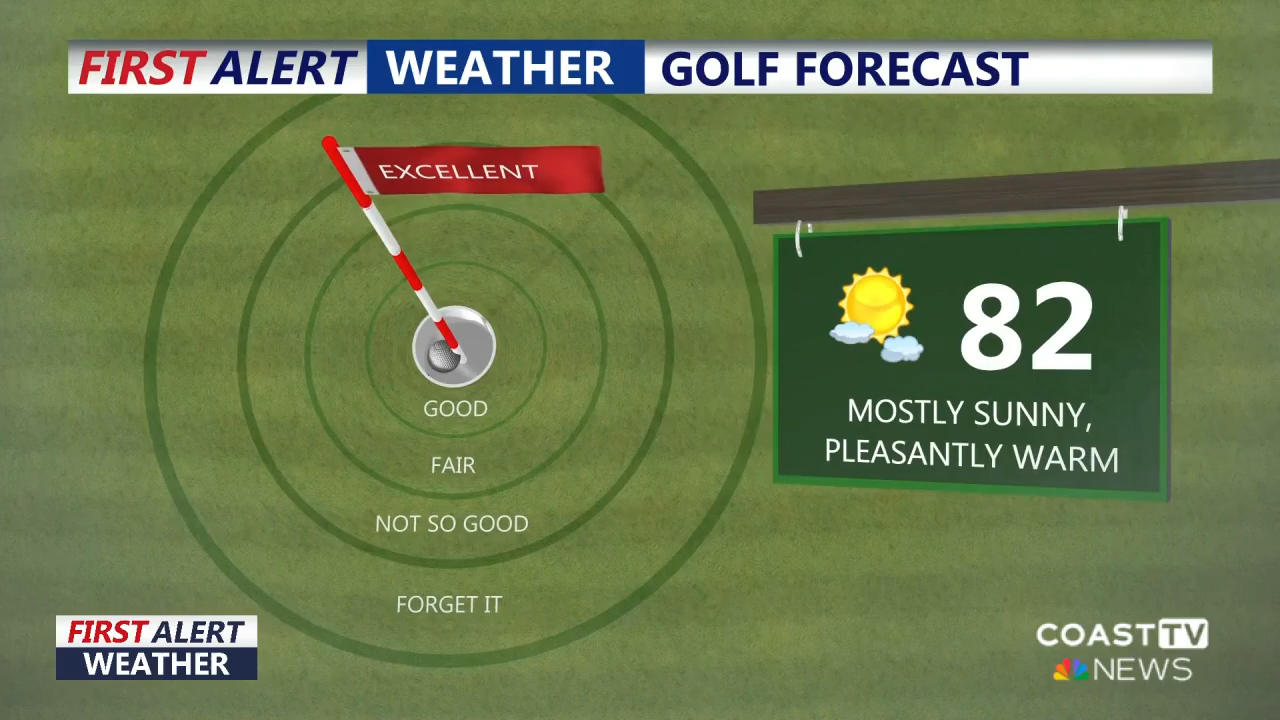 FIRST ALERT WEATHER GOLF FORECAST
EXCELLENT
GOOD
FAIR
NOT SO GOOD
FORGET IT
82
MOSTLY SUNNY,
PLEASANTLY WARM
FIRST ALERT
WEATHER
COAST TV
NEWS